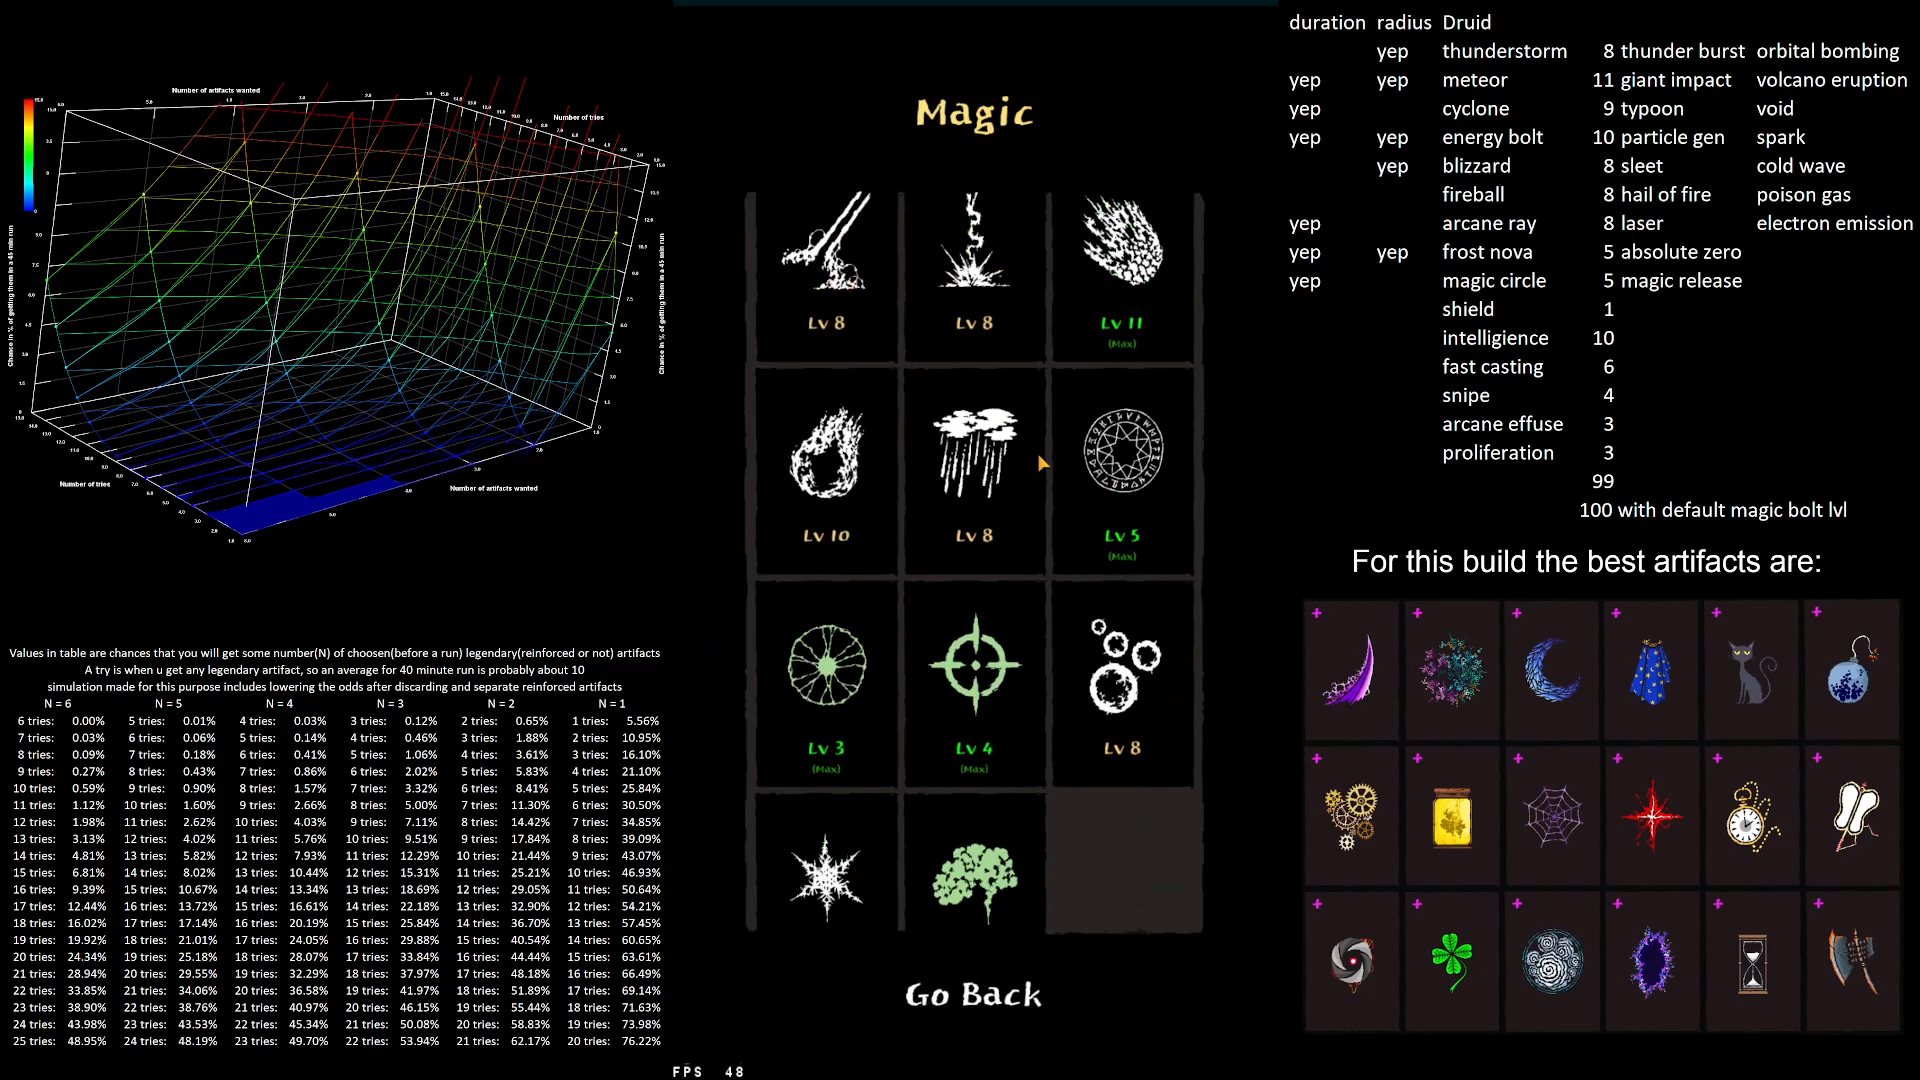 Number of artifacts wanted
Number of tries
Chance in % of getting them in a 45 min run
Chance in % of getting them in a 45 min run
Number of tries
Number of artifacts wanted
Values in table are chances that you will get some number(N) of choosen(before a run) legendary(reinforced or not) artifacts
A try is when u get any legendary artifact, so an average for 40 minute run is probably about 10
simulation made for this purpose includes lowering the odds after discarding and separate reinforced artifacts
N = 6 N = 5 N = 4 N = 3 N = 2 N = 1
6 tries: 0.00% 5 tries: 0.01% 4 tries: 0.03% 3 tries: 0.12% 2 tries: 0.65% 1 tries: 5.56%
7 tries: 0.03% 6 tries: 0.06% 5 tries: 0.14% 4 tries: 0.46% 3 tries: 1.88% 2 tries: 10.95%
8 tries: 0.09% 7 tries: 0.18% 6 tries: 0.41% 5 tries: 1.06% 4 tries: 3.61% 3 tries: 16.10%
9 tries: 0.27% 8 tries: 0.43% 7 tries: 0.86% 6 tries: 2.02% 5 tries: 5.83% 4 tries: 21.10%
10 tries: 0.59% 9 tries: 0.90% 8 tries: 1.57% 7 tries: 3.32% 6 tries: 8.41% 5 tries: 25.84%
11 tries: 1.12% 10 tries: 1.60% 9 tries: 2.66% 8 tries: 5.00% 7 tries: 11.30% 6 tries: 30.50%
12 tries: 1.98% 11 tries: 2.62% 10 tries: 4.03% 9 tries: 7.11% 8 tries: 14.42% 7 tries: 34.85%
13 tries: 3.13% 12 tries: 4.02% 11 tries: 5.76% 10 tries: 9.51% 9 tries: 17.84% 8 tries: 39.09%
14 tries: 4.81% 13 tries: 5.82% 12 tries: 7.93% 11 tries: 12.29% 10 tries: 21.44% 9 tries: 43.07%
15 tries: 6.81% 14 tries: 8.02% 13 tries: 10.44% 12 tries: 15.31% 11 tries: 25.21% 10 tries: 46.93%
16 tries: 9.39% 15 tries: 10.67% 14 tries: 13.34% 13 tries: 18.69% 12 tries: 29.05% 11 tries: 50.64%
17 tries: 12.44% 16 tries: 13.72% 15 tries: 16.61% 14 tries: 22.18% 13 tries: 32.90% 12 tries: 54.21%
18 tries: 16.02% 17 tries: 17.14% 16 tries: 20.19% 15 tries: 25.84% 14 tries: 36.70% 13 tries: 57.45%
19 tries: 19.92% 18 tries: 21.01% 17 tries: 24.05% 16 tries: 29.88% 15 tries: 40.54% 14 tries: 60.65%
20 tries: 24.34% 19 tries: 25.18% 18 tries: 28.07% 17 tries: 33.84% 16 tries: 44.44% 15 tries: 63.61%
21 tries: 28.94% 20 tries: 29.55% 19 tries: 32.29% 18 tries: 37.97% 17 tries: 48.18% 16 tries: 66.49%
22 tries: 33.85% 21 tries: 34.06% 20 tries: 36.58% 19 tries: 41.97% 18 tries: 51.89% 17 tries: 69.14%
23 tries: 38.90% 22 tries: 38.76% 21 tries: 40.97% 20 tries: 46.15% 19 tries: 55.44% 18 tries: 71.63%
24 tries: 43.98% 23 tries: 43.53% 22 tries: 45.34% 21 tries: 50.08% 20 tries: 58.83% 19 tries: 73.98%
25 tries: 48.95% 24 tries: 48.19% 23 tries: 49.70% 22 tries: 53.94% 21 tries: 62.17% 20 tries: 76.22%
Magic
Lv 8 Lv 8 Lv 11
(Max)
Lv 10 Lv 8 Lv 5
(Max)
Lv 3 Lv 4 Lv 8
(Max) (Max)
Go Back
FPS 48
duration radius Druid
yep thunderstorm 8 thunder burst orbital bombing
yep yep meteor 11 giant impact volcano eruption
yep cyclone 9 typoon void
yep yep energy bolt 10 particle gen spark
yep blizzard 8 sleet cold wave
fireball 8 hail of fire poison gas
yep arcane ray 8 laser electron emission
yep yep frost nova 5 absolute zero
yep magic circle 5 magic release
shield 1
intelligience 10
fast casting 6
snipe 4
arcane effuse 3
proliferation 3
99
100 with default magic bolt lvl
For this build the best artifacts are: